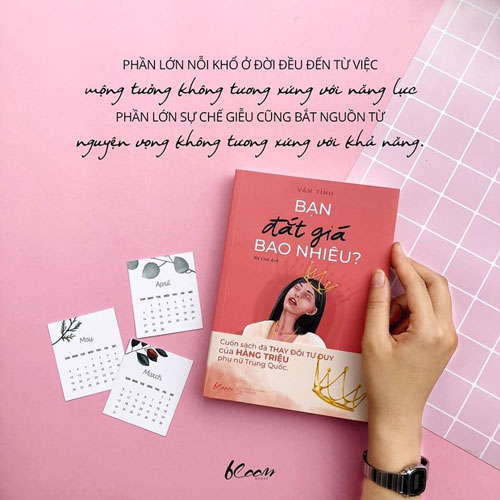 PHẦN LỚN NỖI KHỔ Ở ĐỜI ĐỀU ĐẾN TỪ VIỆC
mộng tưởng không tương xứng với năng lực
PHẦN LỚN SỰ CHẾ GIỄU CŨNG BẮT NGUỒN TỪ
nguyện vọng không tương xứng với khả năng.
VÃN TÌNH
BẠN
đắt giá
BAO NHIÊU?
Cuốn sách đã THAY ĐỔI TƯ DUY
của HÀNG TRIỆU
phụ nữ Trung Quốc.
bloom
April
May
March
bloom
BOOKS